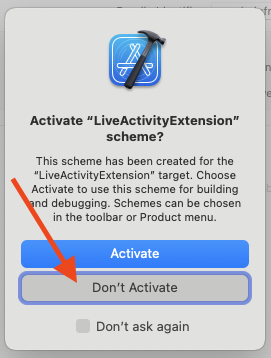 Activate “LiveActivityExtension”
scheme?
This scheme has been created for the
“LiveActivityExtension” target. Choose
Activate to use this scheme for building
and debugging. Schemes can be chosen
in the toolbar or Product menu.
Activate
Don’t Activate
Don’t ask again